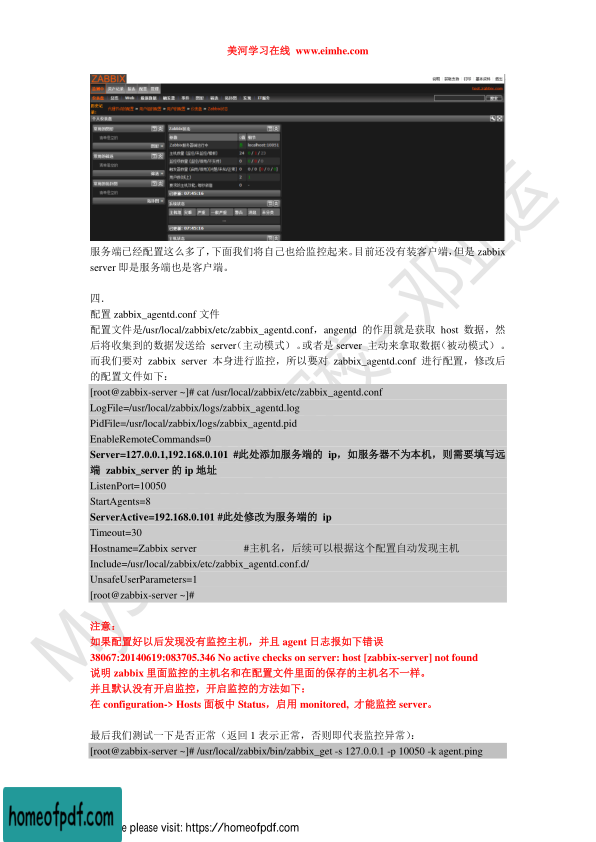 美河学习在线 www.eimhe.com
ZABBIX
服务端已经配置这么多了，下面我们将自己也给监控起来。目前还没有装客户端，但是 zabbix
server 即是服务端也是客户端。
四．
配置 zabbix_agentd.conf 文件
配置文件是/usr/local/zabbix/etc/zabbix_agentd.conf，angentd 的作用就是获取 host 数据，然
后将收集到的数据发送给 server（主动模式）。或者是 server 主动来拿取数据（被动模式）。
而我们要对 zabbix server 本身进行监控，所以要对 zabbix_agentd.conf 进行配置，修改后
的配置文件如下：
[root@zabbix-server ~]# cat /usr/local/zabbix/etc/zabbix_agentd.conf
LogFile=/usr/local/zabbix/logs/zabbix_agentd.log
PidFile=/usr/local/zabbix/logs/zabbix_agentd.pid
EnableRemoteCommands=0
Server=127.0.0.1,192.168.0.101 #此处添加服务端的 ip，如服务器不为本机，则需要填写远
端 zabbix_server 的 ip 地址
ListenPort=10050
StartAgents=8
ServerActive=192.168.0.101 #此处修改为服务端的 ip
Timeout=30
Hostname=Zabbix server #主机名，后续可以根据这个配置自动发现主机
Include=/usr/local/zabbix/etc/zabbix_agentd.conf.d/
UnsafeUserParameters=1
[root@zabbix-server ~]#
注意：
如果配置好以后发现没有监控主机，并且 agent 日志报如下错误
38067:20140619:083705.346 No active checks on server: host [zabbix-server] not found
说明 zabbix 里面监控的主机名和在配置文件里面的保存的主机名不一样。
并且默认没有开启监控，开启监控的方法如下：
在 configuration-> Hosts 面板中 Status，启用 monitored, 才能监控 server。
最后我们测试一下是否正常（返回 1 表示正常，否则即代表监控异常）：
[root@zabbix-server ~]# /usr/local/zabbix/bin/zabbix_get -s 127.0.0.1 -p 10050 -k agent.ping
homeofpdf.com
e please visit: https://homeofpdf.com